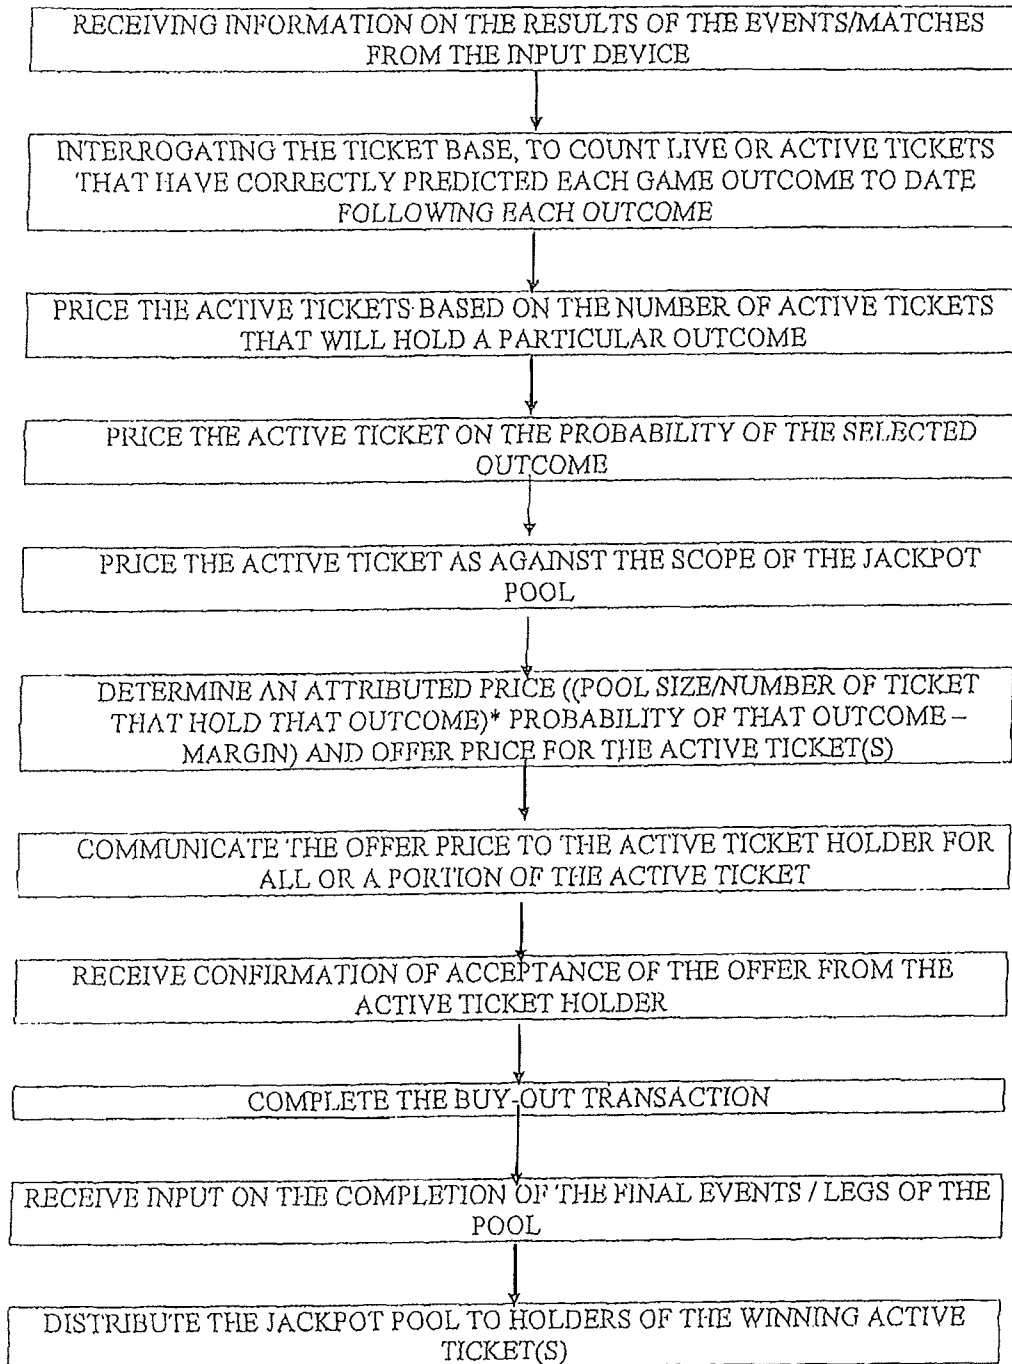 RECEIVING INFORMATION ON THE RESULTS OF THE EVENTS/MATCHES
FROM THE INPUT DEVICE
INTERROGATING THE TICKET BASE, TO COUNT LIVE OR ACTIVE TICKETS
THAT HAVE CORRECTLY PREDICTED EACH GAME OUTCOME TO DATE
FOLLOWING EACH OUTCOME
PRICE THE ACTIVE TICKETS BASED ON THE NUMBER OF ACTIVE TICKETS
THAT WILL HOLD A PARTICULAR OUTCOME
PRICE THE ACTIVE TICKET ON THE PROBABILITY OF THE SELECTED
OUTCOME
PRICE THE ACTIVE TICKET AS AGAINST THE SCOPE OF THE JACKPOT
POOL
DETERMINE AN ATTRIBUTED PRICE ((POOL SIZE/NUMBER OF TICKET
THAT HOLD THAT OUTCOME)* PROBABILITY OF THAT OUTCOME –
MARGIN) AND OFFER PRICE FOR THE ACTIVE TICKET(S)
COMMUNICATE THE OFFER PRICE TO THE ACTIVE TICKET HOLDER FOR
ALL OR A PORTION OF THE ACTIVE TICKET
RECEIVE CONFIRMATION OF ACCEPTANCE OF THE OFFER FROM THE
ACTIVE TICKET HOLDER
COMPLETE THE BUY-OUT TRANSACTION
RECEIVE INPUT ON THE COMPLETION OF THE FINAL EVENTS / LEGS OF THE
POOL
DISTRIBUTE THE JACKPOT POOL TO HOLDERS OF THE WINNING ACTIVE
TICKET(S)